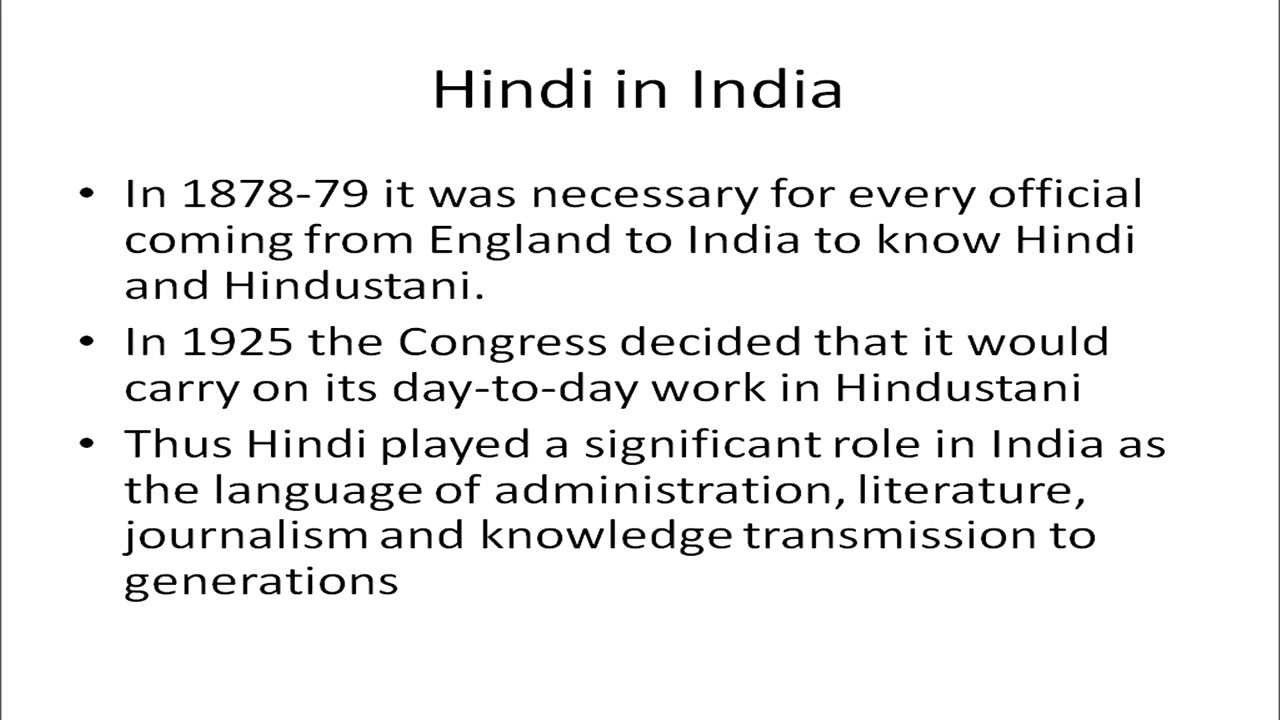 Hindi in India
• In 1878-79 it was necessary for every official
coming from England to India to know Hindi
and Hindustani.
• In 1925 the Congress decided that it would
carry on its day-to-day work in Hindustani
• Thus Hindi played a significant role in India as
the language of administration, literature,
journalism and knowledge transmission to
generations